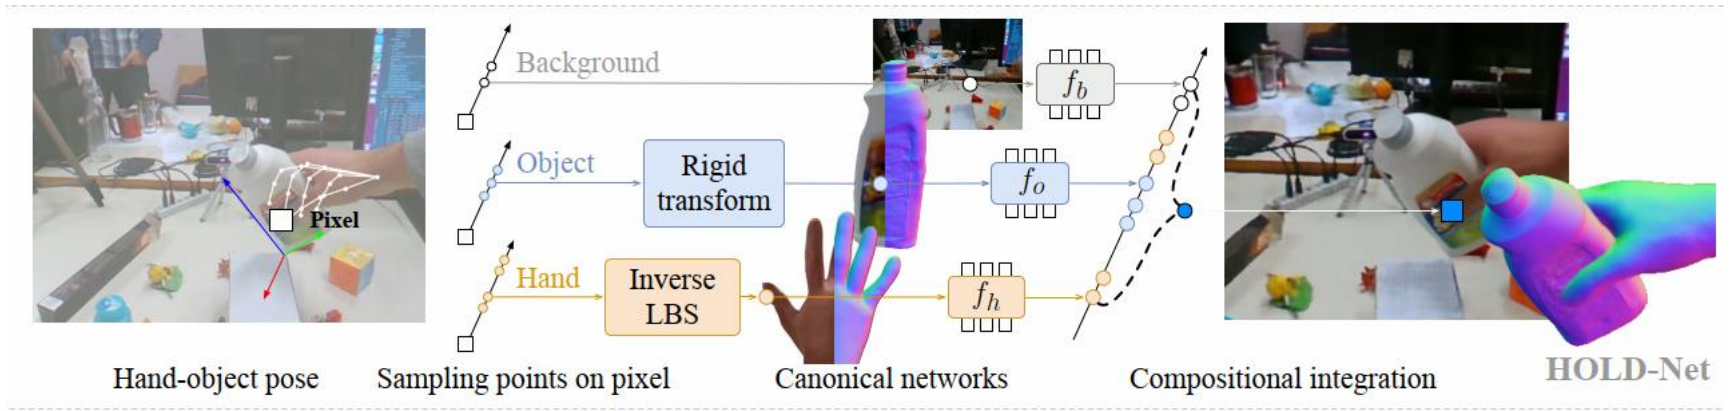 Background
f_b
Object
Rigid
transform
f_o
Pixel
Hand
Inverse
LBS
f_h
Hand-object pose
Sampling points on pixel
Canonical networks
Compositional integration
HOLD-Net